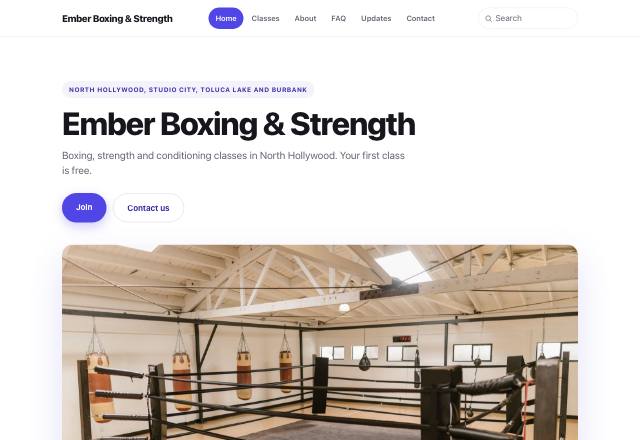 Ember Boxing & Strength
Home Classes About FAQ Updates Contact
Search
NORTH HOLLYWOOD, STUDIO CITY, TOLUCA LAKE AND BURBANK
Ember Boxing & Strength
Boxing, strength and conditioning classes in North Hollywood. Your first class
is free.
Join Contact us